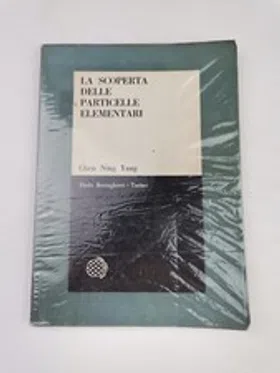 LA SCOPERTA
DELLE
PARTICELLE
ELEMENTARI
Chen Ning Yang
Paolo Boringhieri - Torino